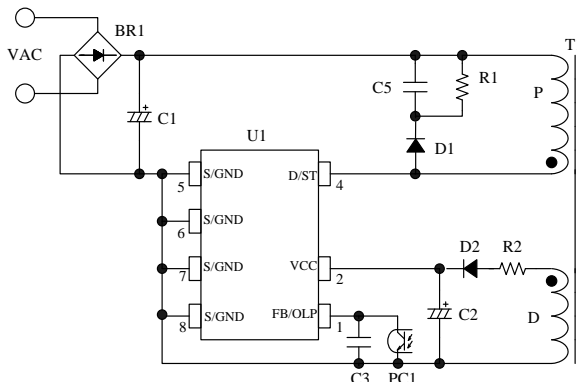 BR1
T
VAC
C5
R1
P
C1
U1
D1
S/GND
D/ST
5
4
S/GND
6
D2
R2
S/GND
VCC
7
2
S/GND
FB/OLP
C2
D
8
1
C3
PC1